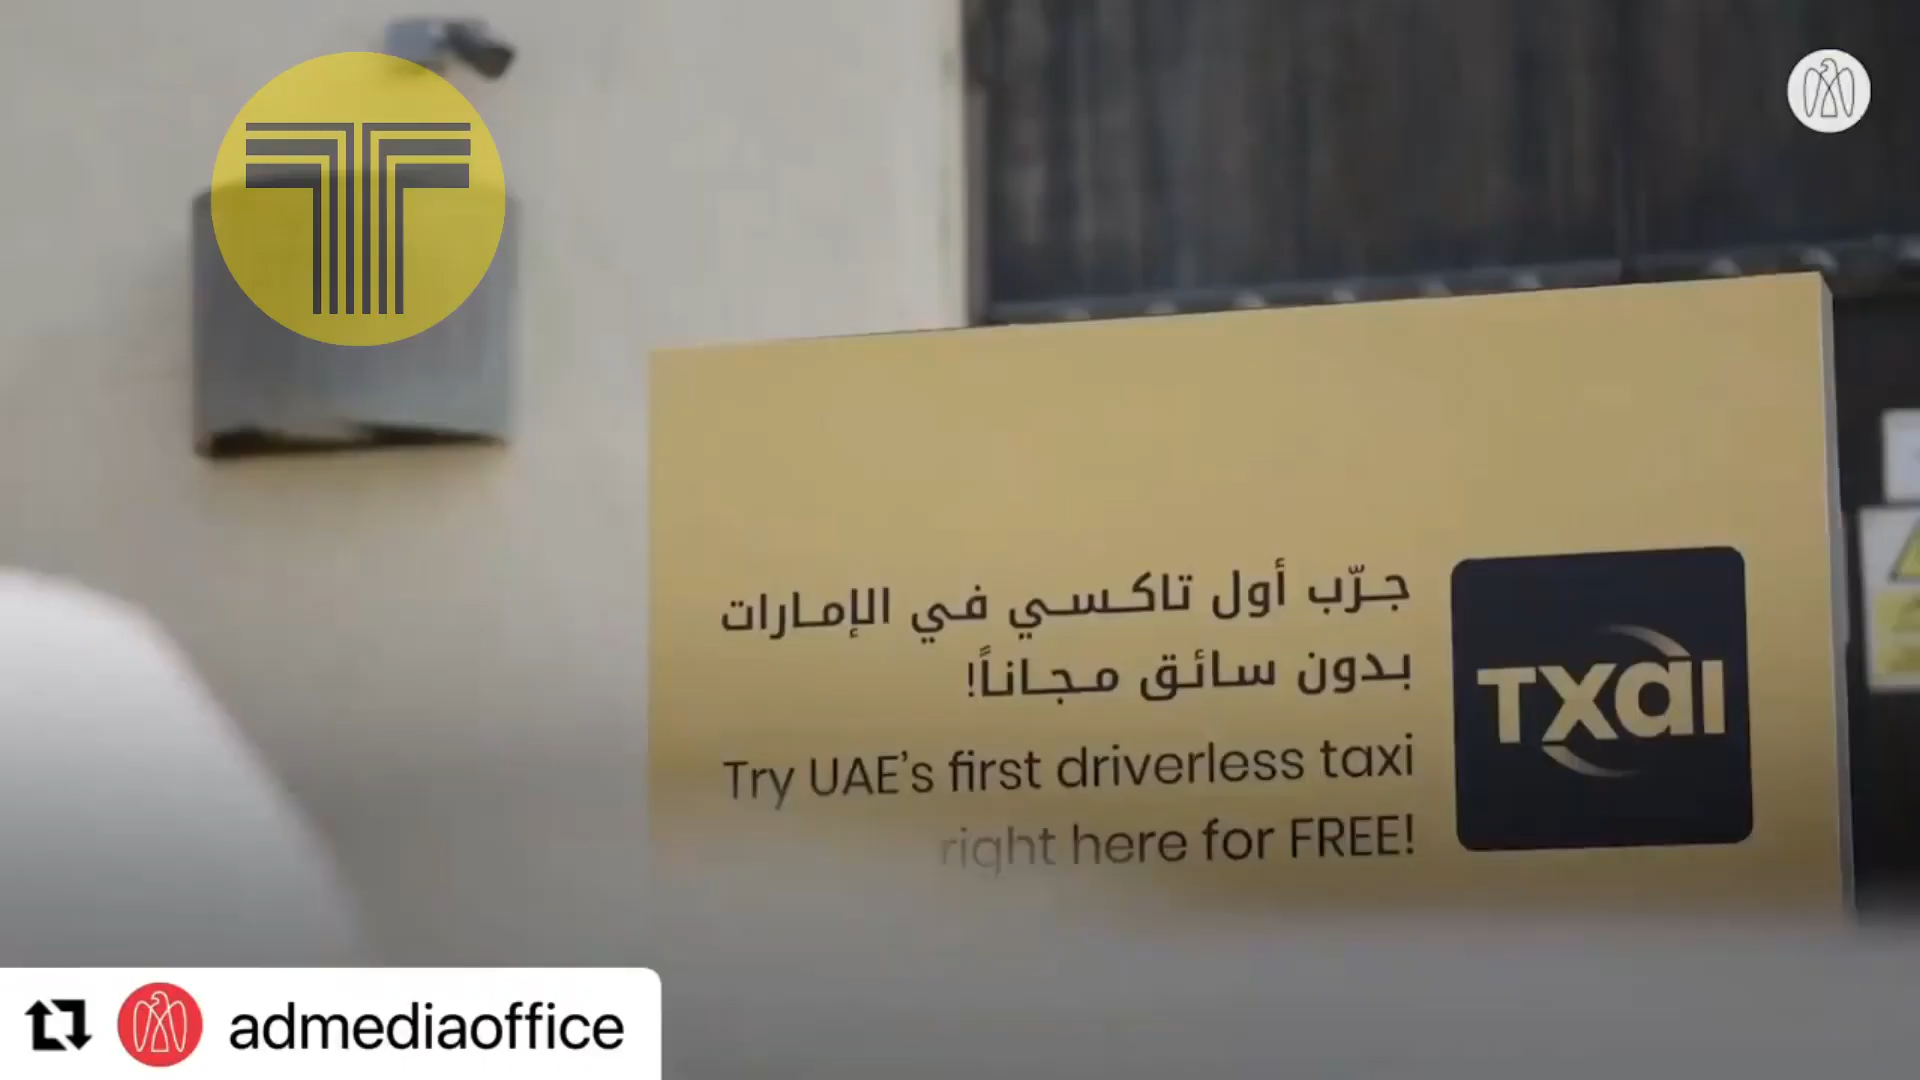 جرّب أول تاكسي في الإمارات
بدون سائق مجاناً!
Try UAE's first driverless taxi
right here for FREE!
TXAI
admediaoffice